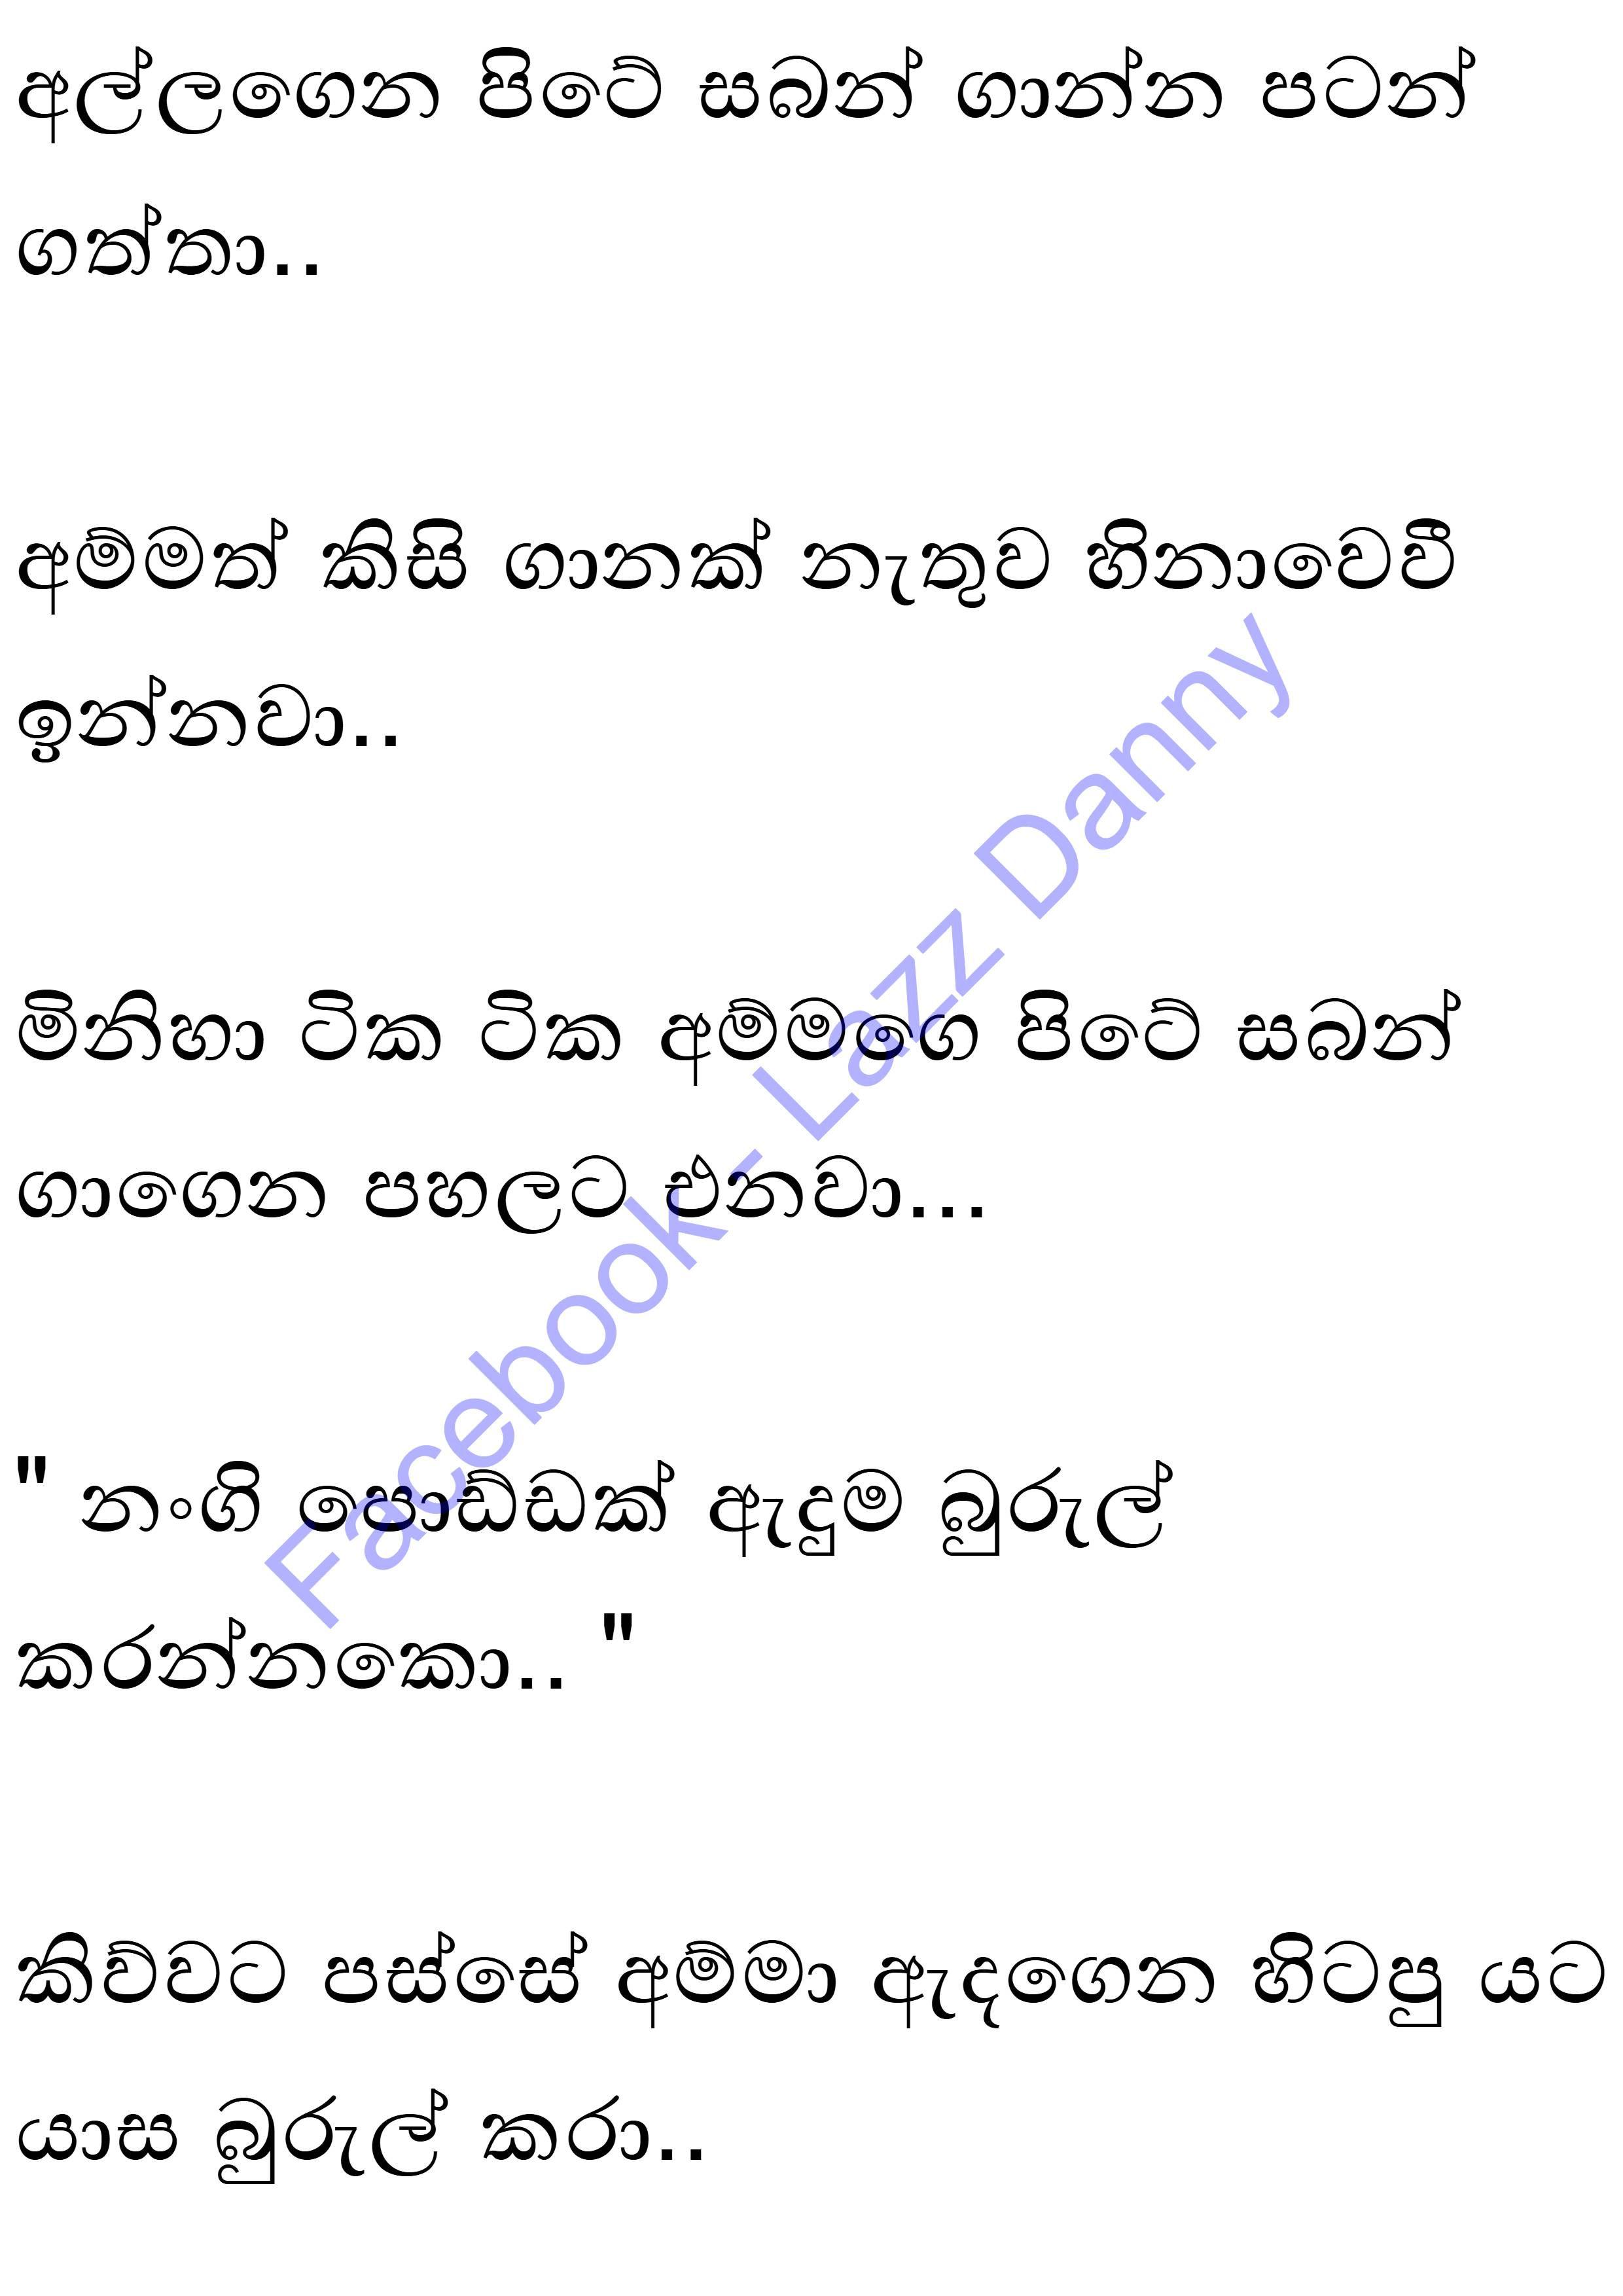 අල්ලගෙන පිටේ සබන් ගාන්න පටන්
ගත්තා..
අම්මත් කිසි ගානක් නැතුව හිනාවෙවී
ඉන්නවා..
මිනිහා ටික ටික අම්මගෙ පිටේ සබන්
ගාගෙන පහලට එනවා...
" නංගි පොඩ්ඩක් ඇඳුම බුරුල්
කරන්නකො.. "
කිව්වට පස්සේ අම්මා ඇදගෙන හිටපු යට
යාස බුරුල් කරා..
Facebook- Lazz Danny